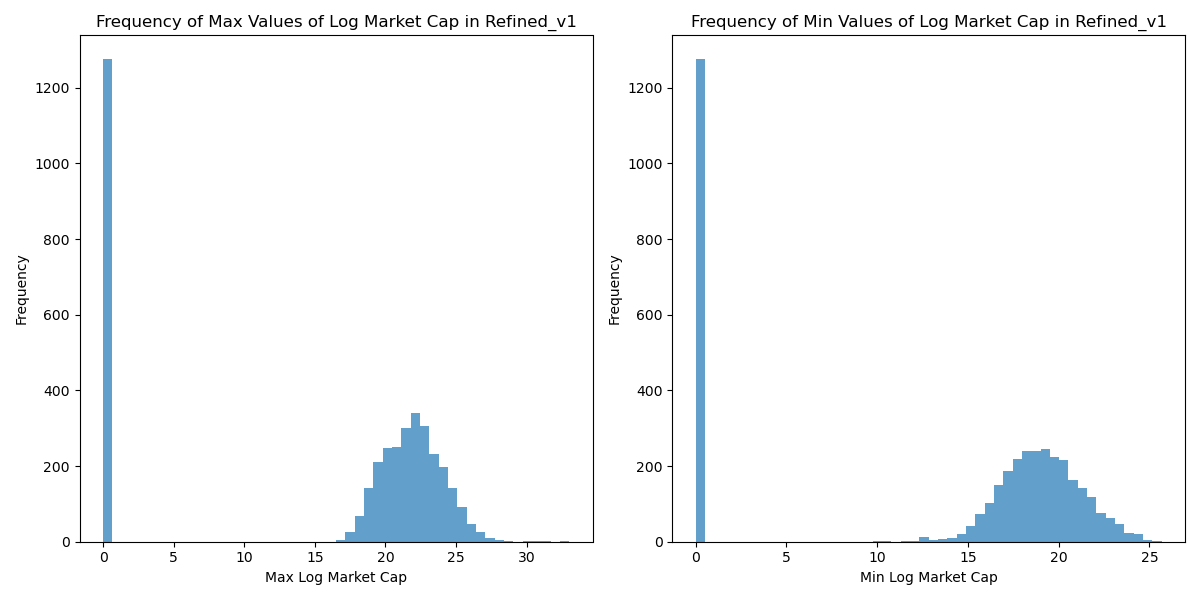 Frequency of Max Values of Log Market Cap in Refined_v1
1200
1000
800
600
400
200
0
Frequency
0 5 10 15 20 25 30
Max Log Market Cap
Frequency of Min Values of Log Market Cap in Refined_v1
1200
1000
800
600
400
200
0
Frequency
0 5 10 15 20 25
Min Log Market Cap